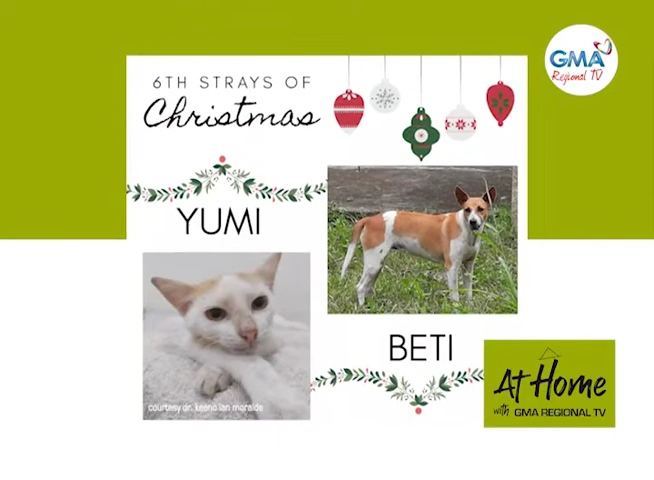 GMA
Regional TV
6TH STRAYS OF
Christmas
YUMI
BETI
courtesy dr. keeno ian moraide
At Home
with GMA REGIONAL TV